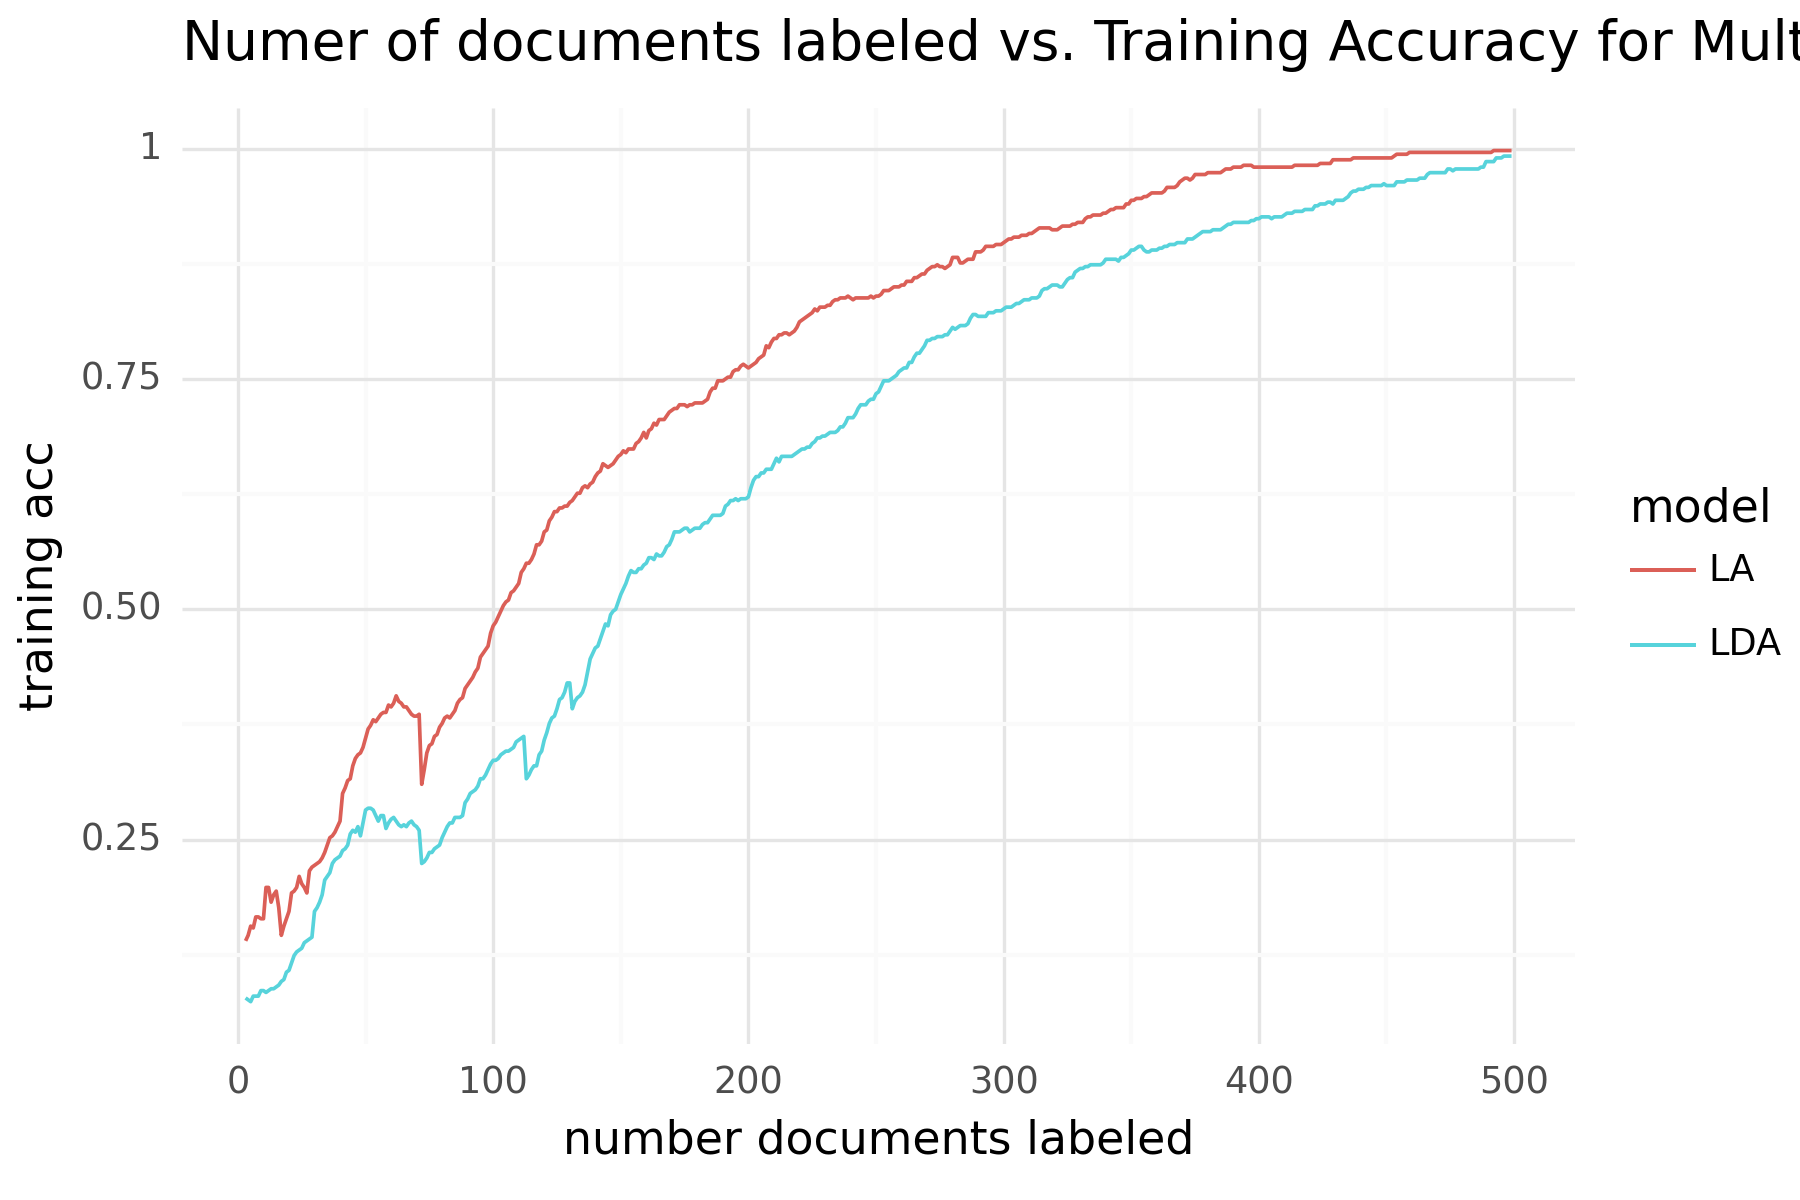 Numer of documents labeled vs. Training Accuracy for Mult
1
0.75
0.50
0.25
training acc
0 100 200 300 400 500
number documents labeled
model
LA
LDA